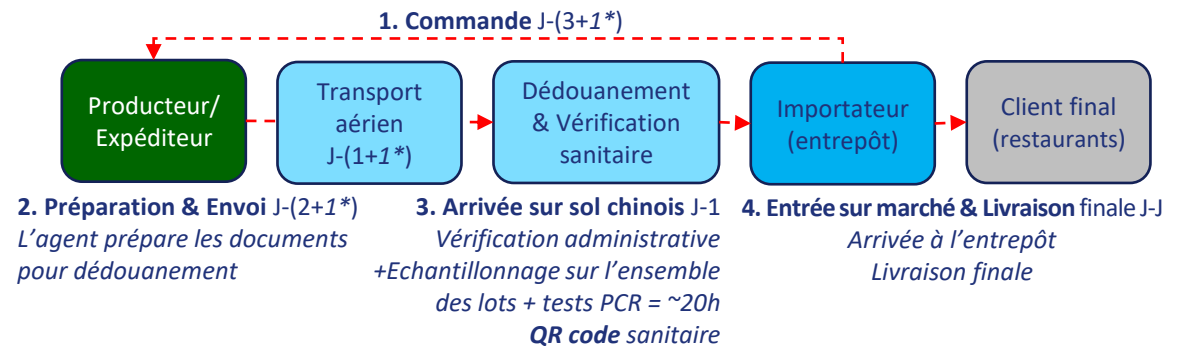 1. Commande J-(3+1*)
Producteur/
Expéditeur
Transport
aérien
J-(1+1*)
Dédouanement
& Vérification
sanitaire
Importateur
(entrepôt)
Client final
(restaurants)
2. Préparation & Envoi J-(2+1*)
L'agent prépare les documents
pour dédouanement
3. Arrivée sur sol chinois J-1
Vérification administrative
+Echantillonnage sur l'ensemble
des lots + tests PCR = ~20h
QR code sanitaire
4. Entrée sur marché & Livraison finale J-J
Arrivée à l'entrepôt
Livraison finale